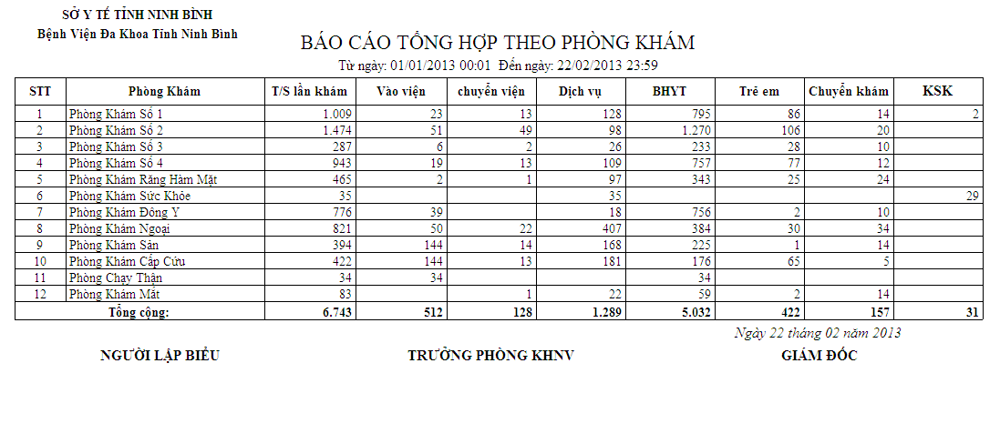 SỞ Y TẾ TỈNH NINH BÌNH
Bệnh Viện Đa Khoa Tỉnh Ninh Bình
BÁO CÁO TỔNG HỢP THEO PHÒNG KHÁM
Từ ngày: 01/01/2013 00:01 Đến ngày: 22/02/2013 23:59
STT Phòng Khám T/S lần khám Vào viện chuyển viện Dịch vụ BHYT Trẻ em Chuyển khám KSK
1 Phòng Khám Số 1 1.009 23 13 128 795 86 14 2
2 Phòng Khám Số 2 1.474 51 49 98 1.270 106 20
3 Phòng Khám Số 3 287 6 2 26 233 28 10
4 Phòng Khám Số 4 943 19 13 109 757 77 12
5 Phòng Khám Răng Hàm Mặt 465 2 1 97 343 25 24
6 Phòng Khám Sức Khỏe 35 35 29
7 Phòng Khám Đông Y 776 39 18 756 2 10
8 Phòng Khám Ngoại 821 50 22 407 384 30 34
9 Phòng Khám Sản 394 144 14 168 225 1 14
10 Phòng Khám Cấp Cứu 422 144 13 181 176 65 5
11 Phòng Chạy Thận 34 34 34
12 Phòng Khám Mắt 83 1 22 59 2 14
Tổng cộng: 6.743 512 128 1.289 5.032 422 157 31
Ngày 22 tháng 02 năm 2013
NGƯỜI LẬP BIỂU TRƯỞNG PHÒNG KHNV GIÁM ĐỐC